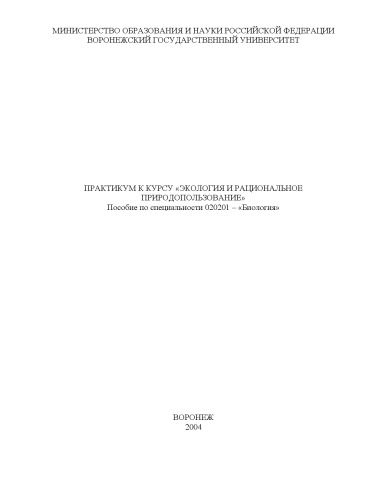 МИНИСТЕРСТВО ОБРАЗОВАНИЯ И НАУКИ РОССИЙСКОЙ ФЕДЕРАЦИИ
ВОРОНЕЖСКИЙ ГОСУДАРСТВЕННЫЙ УНИВЕРСИТЕТ
ПРАКТИКУМ К КУРСУ «ЭКОЛОГИЯ И РАЦИОНАЛЬНОЕ
ПРИРОДОПОЛЬЗОВАНИЕ»
Пособие по специальности 020201 – «Биология»
ВОРОНЕЖ
2004